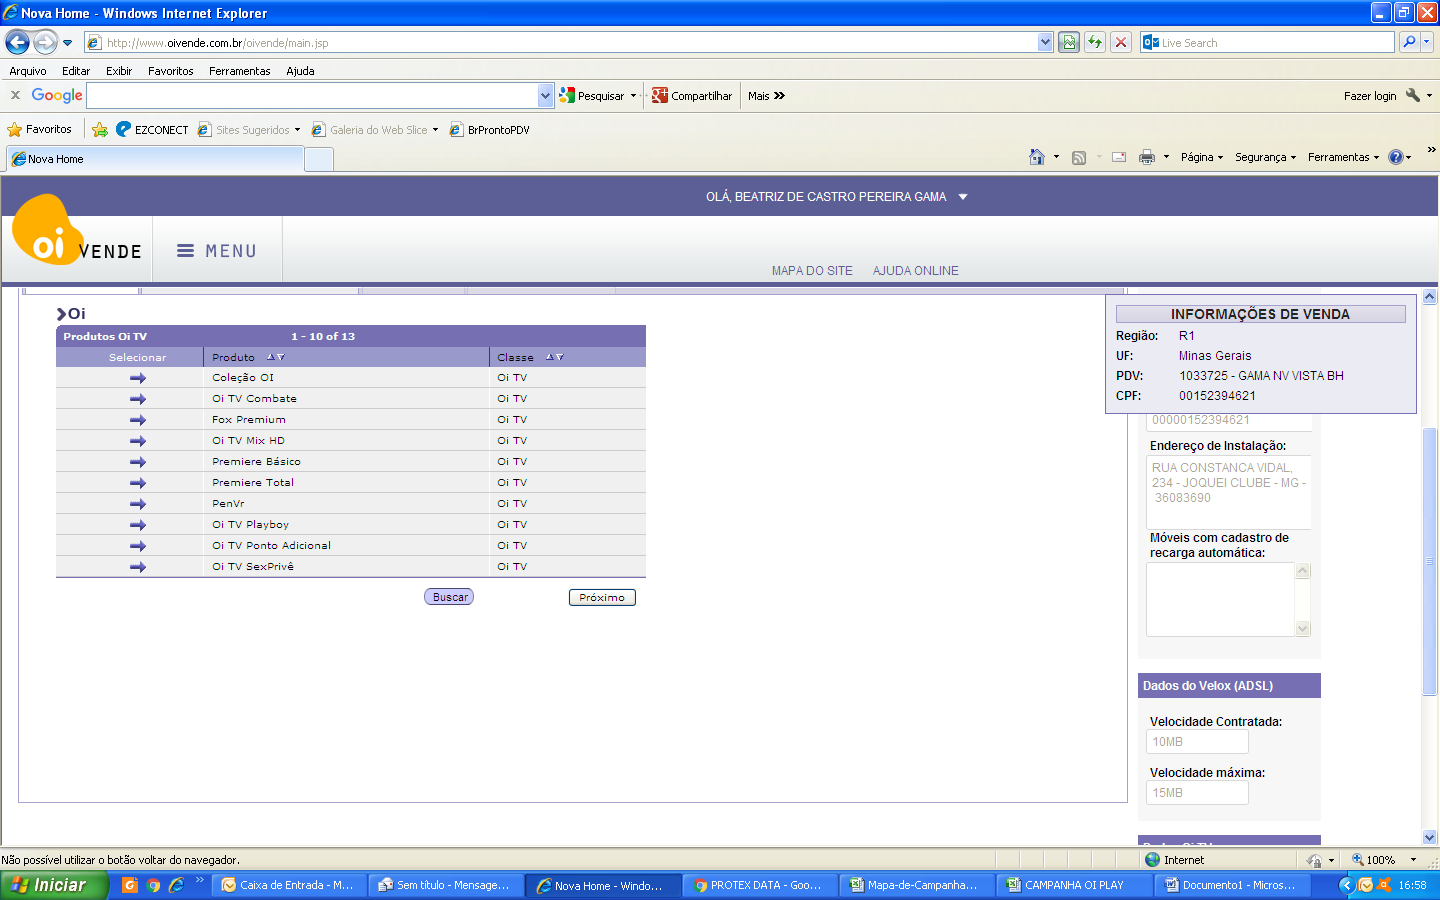 Nova Home - Windows Internet Explorer
http://www.oivende.com.br/oivende/main.jsp
Live Search
Arquivo Editar Exibir Favoritos Ferramentas Ajuda
x Google Pesquisar Compartilhar Mais Fazer login
Favoritos EZCONECT Sites Sugeridos Galeria do Web Slice BrProntoPDV
Nova Home Página Segurança Ferramentas
OLÁ, BEATRIZ DE CASTRO PEREIRA GAMA
oi VENDE MENU
MAPA DO SITE AJUDA ONLINE
Oi
Produtos Oi TV 1 - 10 of 13
Selecionar Produto Classe
Coleção OI Oi TV
Oi TV Combate Oi TV
Fox Premium Oi TV
Oi TV Mix HD Oi TV
Premiere Básico Oi TV
Premiere Total Oi TV
PenVr Oi TV
Oi TV Playboy Oi TV
Oi TV Ponto Adicional Oi TV
Oi TV SexPrivê Oi TV
Buscar Próximo
INFORMAÇÕES DE VENDA
Região: R1
UF: Minas Gerais
PDV: 1033725 - GAMA NV VISTA BH
CPF: 00152394621
00000152394621
Endereço de Instalação:
RUA CONSTANCA VIDAL,
234 - JOQUEI CLUBE - MG -
36083690
Móveis com cadastro de
recarga automática:
Dados do Velox (ADSL)
Velocidade Contratada:
10MB
Velocidade máxima:
15MB
Não possível utilizar o botão voltar do navegador.
Internet 100%
Iniciar Caixa de Entrada - M... Sem título - Mensage... Nova Home - Windo... PROTEX DATA - Goo... Mapa-de-Campanha... CAMPANHA OI PLAY Documento1 - Micros... 16:58